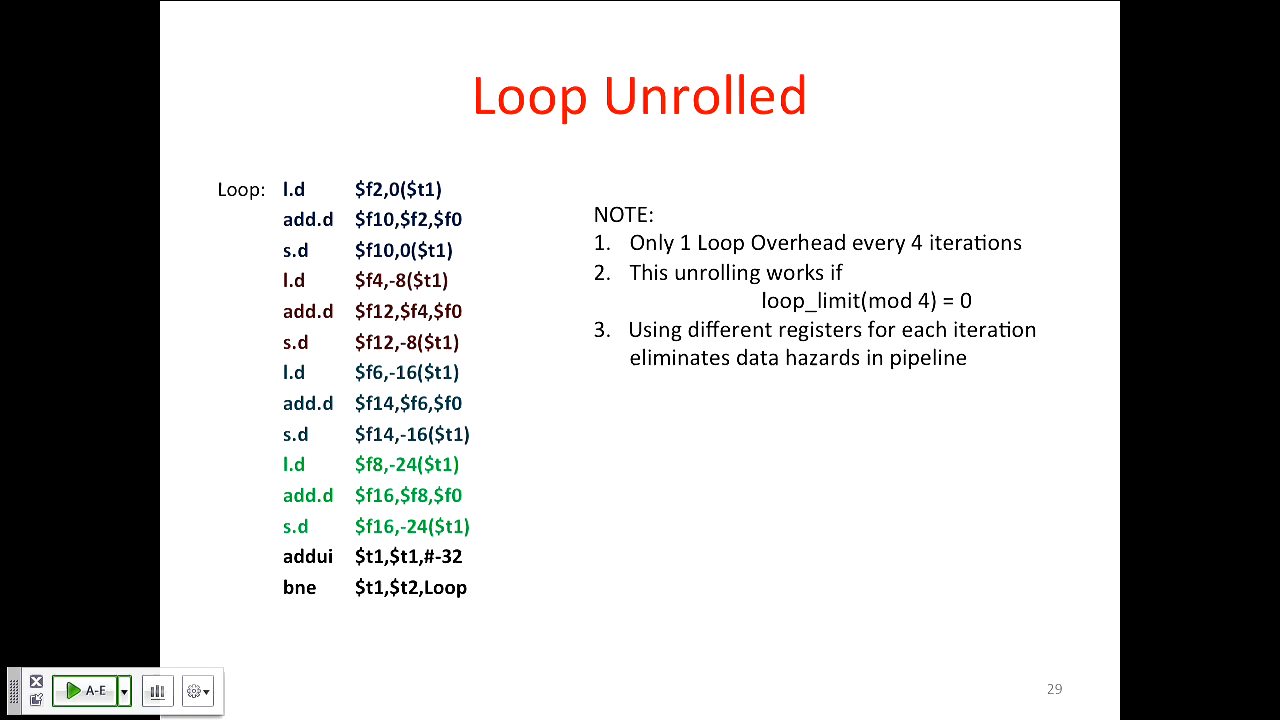 Loop Unrolled
Loop: l.d $f2,0($t1)
add.d $f10,$f2,$f0
s.d $f10,0($t1)
l.d $f4,-8($t1)
add.d $f12,$f4,$f0
s.d $f12,-8($t1)
l.d $f6,-16($t1)
add.d $f14,$f6,$f0
s.d $f14,-16($t1)
l.d $f8,-24($t1)
add.d $f16,$f8,$f0
s.d $f16,-24($t1)
addui $t1,$t1,#-32
bne $t1,$t2,Loop
NOTE:
1. Only 1 Loop Overhead every 4 iterations
2. This unrolling works if
loop_limit(mod 4) = 0
3. Using different registers for each iteration
eliminates data hazards in pipeline
A-E
29